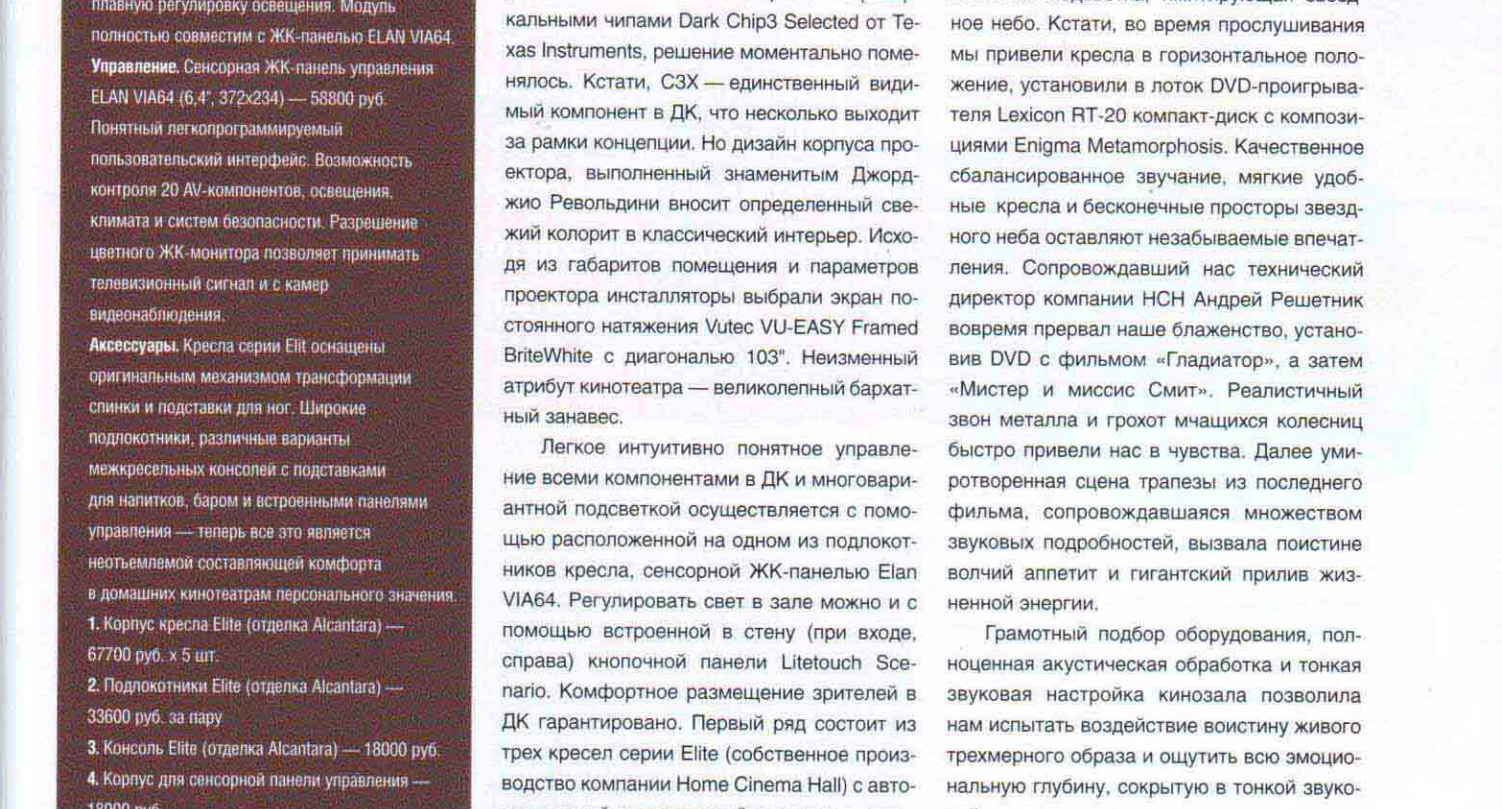 плавную регулировку освещения. Модуль
полностью совместим с ЖК-панелью ELAN VIA64.
Управление. Сенсорная ЖК-панель управления
ELAN VIA64 (6,4", 372x234) — 58800 руб.
Понятный легкопрограммируемый
пользовательский интерфейс. Возможность
контроля 20 AV-компонентов, освещения,
климата и систем безопасности. Разрешение
цветного ЖК-монитора позволяет принимать
телевизионный сигнал и с камер
видеонаблюдения.
Аксессуары. Кресла серии Elit оснащены
оригинальным механизмом трансформации
спинки и подставки для ног. Широкие
подлокотники, различные варианты
межкресельных консолей с подставками
для напитков, баром и встроенными панелями
управления — теперь все это является
неотъемлемой составляющей комфорта
в домашних кинотеатрам персонального значения.
1. Корпус кресла Elite (отделка Alcantara) —
67700 руб. x 5 шт.
2. Подлокотники Elite (отделка Alcantara) —
33600 руб. за пару
3. Консоль Elite (отделка Alcantara) — 18000 руб.
4. Корпус для сенсорной панели управления —
18000 руб.
кальными чипами Dark Chip3 Selected от Te-
xas Instruments, решение моментально поме-
нялось. Кстати, C3X — единственный види-
мый компонент в ДК, что несколько выходит
за рамки концепции. Но дизайн корпуса про-
ектора, выполненный знаменитым Джорд-
жио Револьдини вносит определенный све-
жий колорит в классический интерьер. Исхо-
дя из габаритов помещения и параметров
проектора инсталляторы выбрали экран по-
стоянного натяжения Vutec VU-EASY Framed
BriteWhite с диагональю 103". Неизменный
атрибут кинотеатра — великолепный бархат-
ный занавес.
Легкое интуитивно понятное управле-
ние всеми компонентами в ДК и многовари-
антной подсветкой осуществляется с помо-
щью расположенной на одном из подлокот-
ников кресла, сенсорной ЖК-панелью Elan
VIA64. Регулировать свет в зале можно и с
помощью встроенной в стену (при входе,
справа) кнопочной панели Litetouch Sce-
nario. Комфортное размещение зрителей в
ДК гарантировано. Первый ряд состоит из
трех кресел серии Elite (собственное произ-
водство компании Home Cinema Hall) с авто-
ное небо. Кстати, во время прослушивания
мы привели кресла в горизонтальное поло-
жение, установили в лоток DVD-проигрыва-
теля Lexicon RT-20 компакт-диск с компози-
циями Enigma Metamorphosis. Качественное
сбалансированное звучание, мягкие удоб-
ные кресла и бесконечные просторы звезд-
ного неба оставляют незабываемые впечат-
ления. Сопровождавший нас технический
директор компании НСН Андрей Решетник
вовремя прервал наше блаженство, устано-
вив DVD с фильмом «Гладиатор», а затем
«Мистер и миссис Смит». Реалистичный
звон металла и грохот мчащихся колесниц
быстро привели нас в чувства. Далее уми-
ротворенная сцена трапезы из последнего
фильма, сопровождавшаяся множеством
звуковых подробностей, вызвала поистине
волчий аппетит и гигантский прилив жиз-
ненной энергии.
Грамотный подбор оборудования, пол-
ноценная акустическая обработка и тонкая
звуковая настройка кинозала позволила
нам испытать воздействие воистину живого
трехмерного образа и ощутить всю эмоцио-
нальную глубину, сокрытую в тонкой звуко-